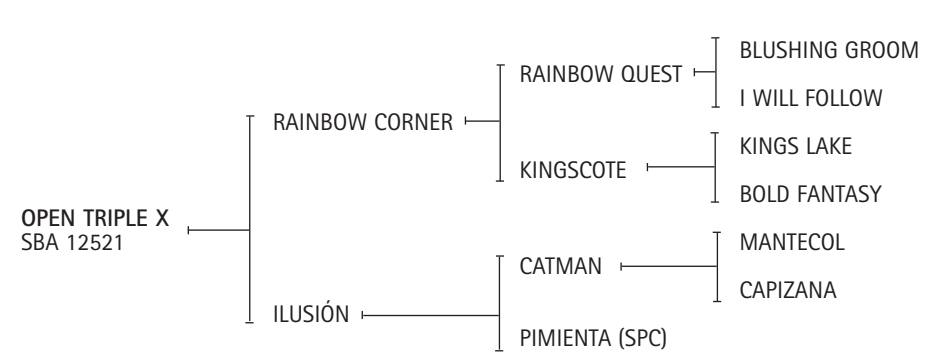 BLUSHING GROOM
RAINBOW QUEST
I WILL FOLLOW
RAINBOW CORNER
KINGS LAKE
KINGSCOTE
BOLD FANTASY
OPEN TRIPLE X
SBA 12521
MANTECOL
CATMAN
CAPIZANA
ILUSIÓN
PIMIENTA (SPC)